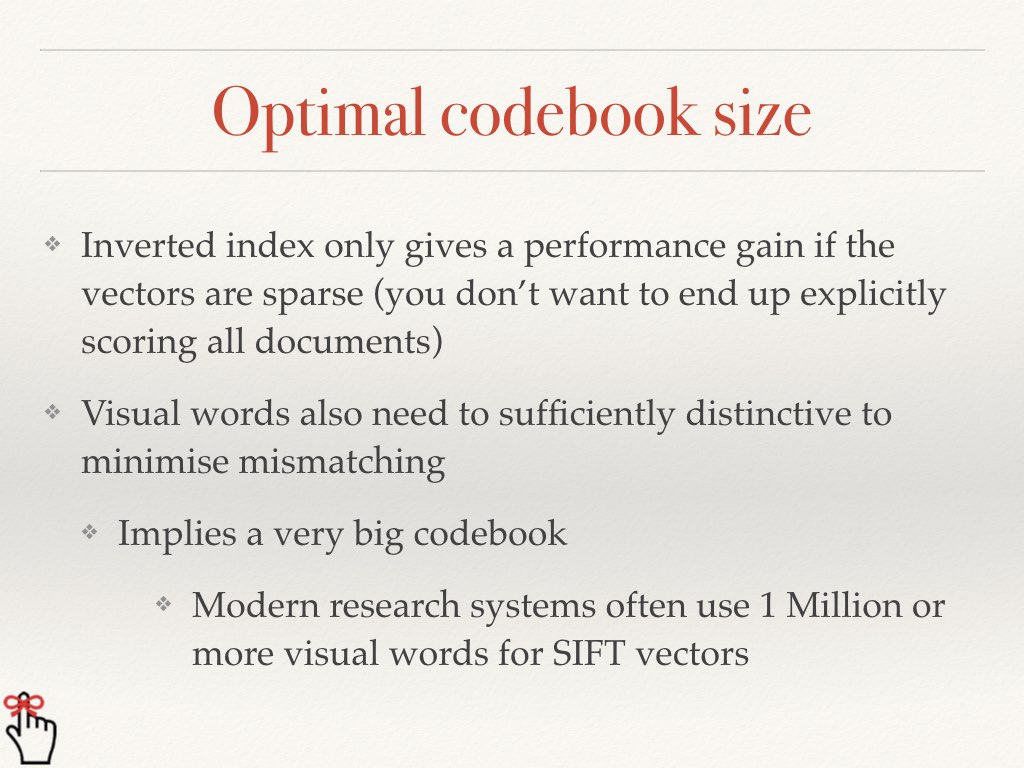 Optimal codebook size
Inverted index only gives a performance gain if the
vectors are sparse (you don’t want to end up explicitly
scoring all documents)
Visual words also need to sufficiently distinctive to
minimise mismatching
Implies a very big codebook
Modern research systems often use 1 Million or
more visual words for SIFT vectors